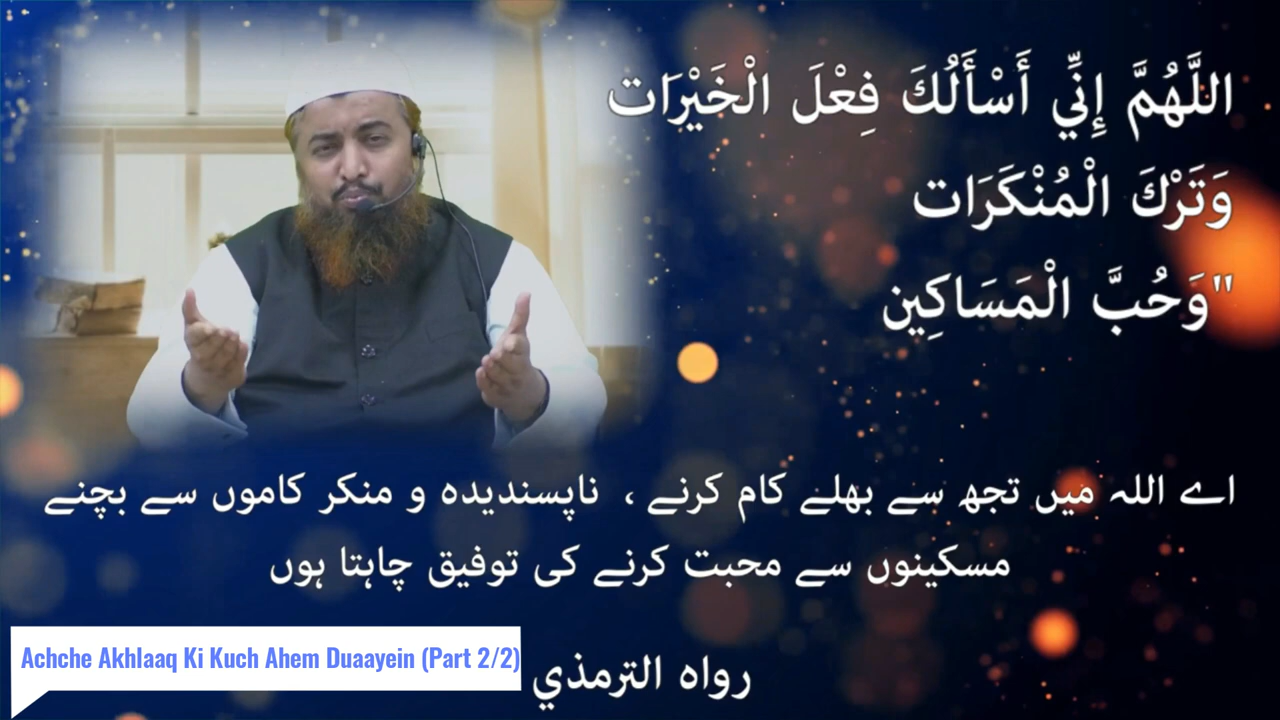 اللَّهُمَّ إِنِّي أَسْأَلُكَ فِعْلَ الْخَيْرَات
وَتَرْكَ الْمُنْكَرَات
"وَحُبَّ الْمَسَاكِين
اے اللہ میں تجھ سے بھلے کام کرنے ، ناپسندیدہ و منکر کاموں سے بچنے
مسکینوں سے محبت کرنے کی توفیق چاہتا ہوں
رواه الترمذي
Achche Akhlaaq Ki Kuch Ahem Duaayein (Part 2/2)